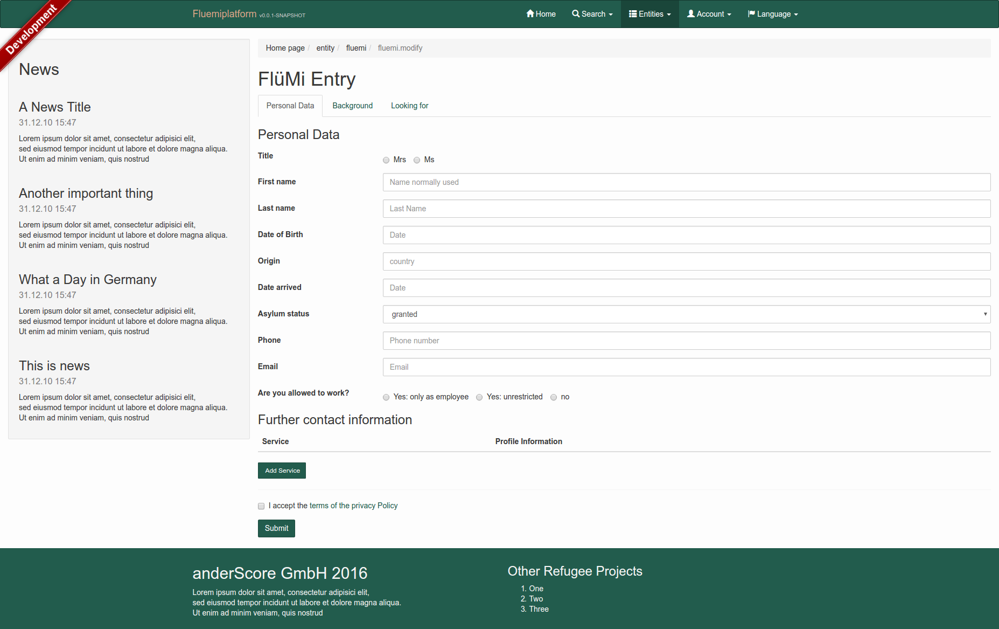 Development
Fluemiplatform v0.0.1-SNAPSHOT
Home
Search
Entities
Account
Language
News
A News Title
31.12.10 15:47
Lorem ipsum dolor sit amet, consectetur adipisici elit,
sed eiusmod tempor incidunt ut labore et dolore magna aliqua.
Ut enim ad minim veniam, quis nostrud
Another important thing
31.12.10 15:47
Lorem ipsum dolor sit amet, consectetur adipisici elit,
sed eiusmod tempor incidunt ut labore et dolore magna aliqua.
Ut enim ad minim veniam, quis nostrud
What a Day in Germany
31.12.10 15:47
Lorem ipsum dolor sit amet, consectetur adipisici elit,
sed eiusmod tempor incidunt ut labore et dolore magna aliqua.
Ut enim ad minim veniam, quis nostrud
This is news
31.12.10 15:47
Lorem ipsum dolor sit amet, consectetur adipisici elit,
sed eiusmod tempor incidunt ut labore et dolore magna aliqua.
Ut enim ad minim veniam, quis nostrud
Home page / entity / fluemi / fluemi.modify
FlüMi Entry
Personal Data
Background
Looking for
Personal Data
Title
Mrs
Ms
First name
Name normally used
Last name
Last Name
Date of Birth
Date
Origin
country
Date arrived
Date
Asylum status
granted
Phone
Phone number
Email
Email
Are you allowed to work?
Yes: only as employee
Yes: unrestricted
no
Further contact information
Service
Profile Information
Add Service
I accept the terms of the privacy Policy
Submit
anderScore GmbH 2016
Lorem ipsum dolor sit amet, consectetur adipisici elit,
sed eiusmod tempor incidunt ut labore et dolore magna aliqua.
Ut enim ad minim veniam, quis nostrud
Other Refugee Projects
1. One
2. Two
3. Three